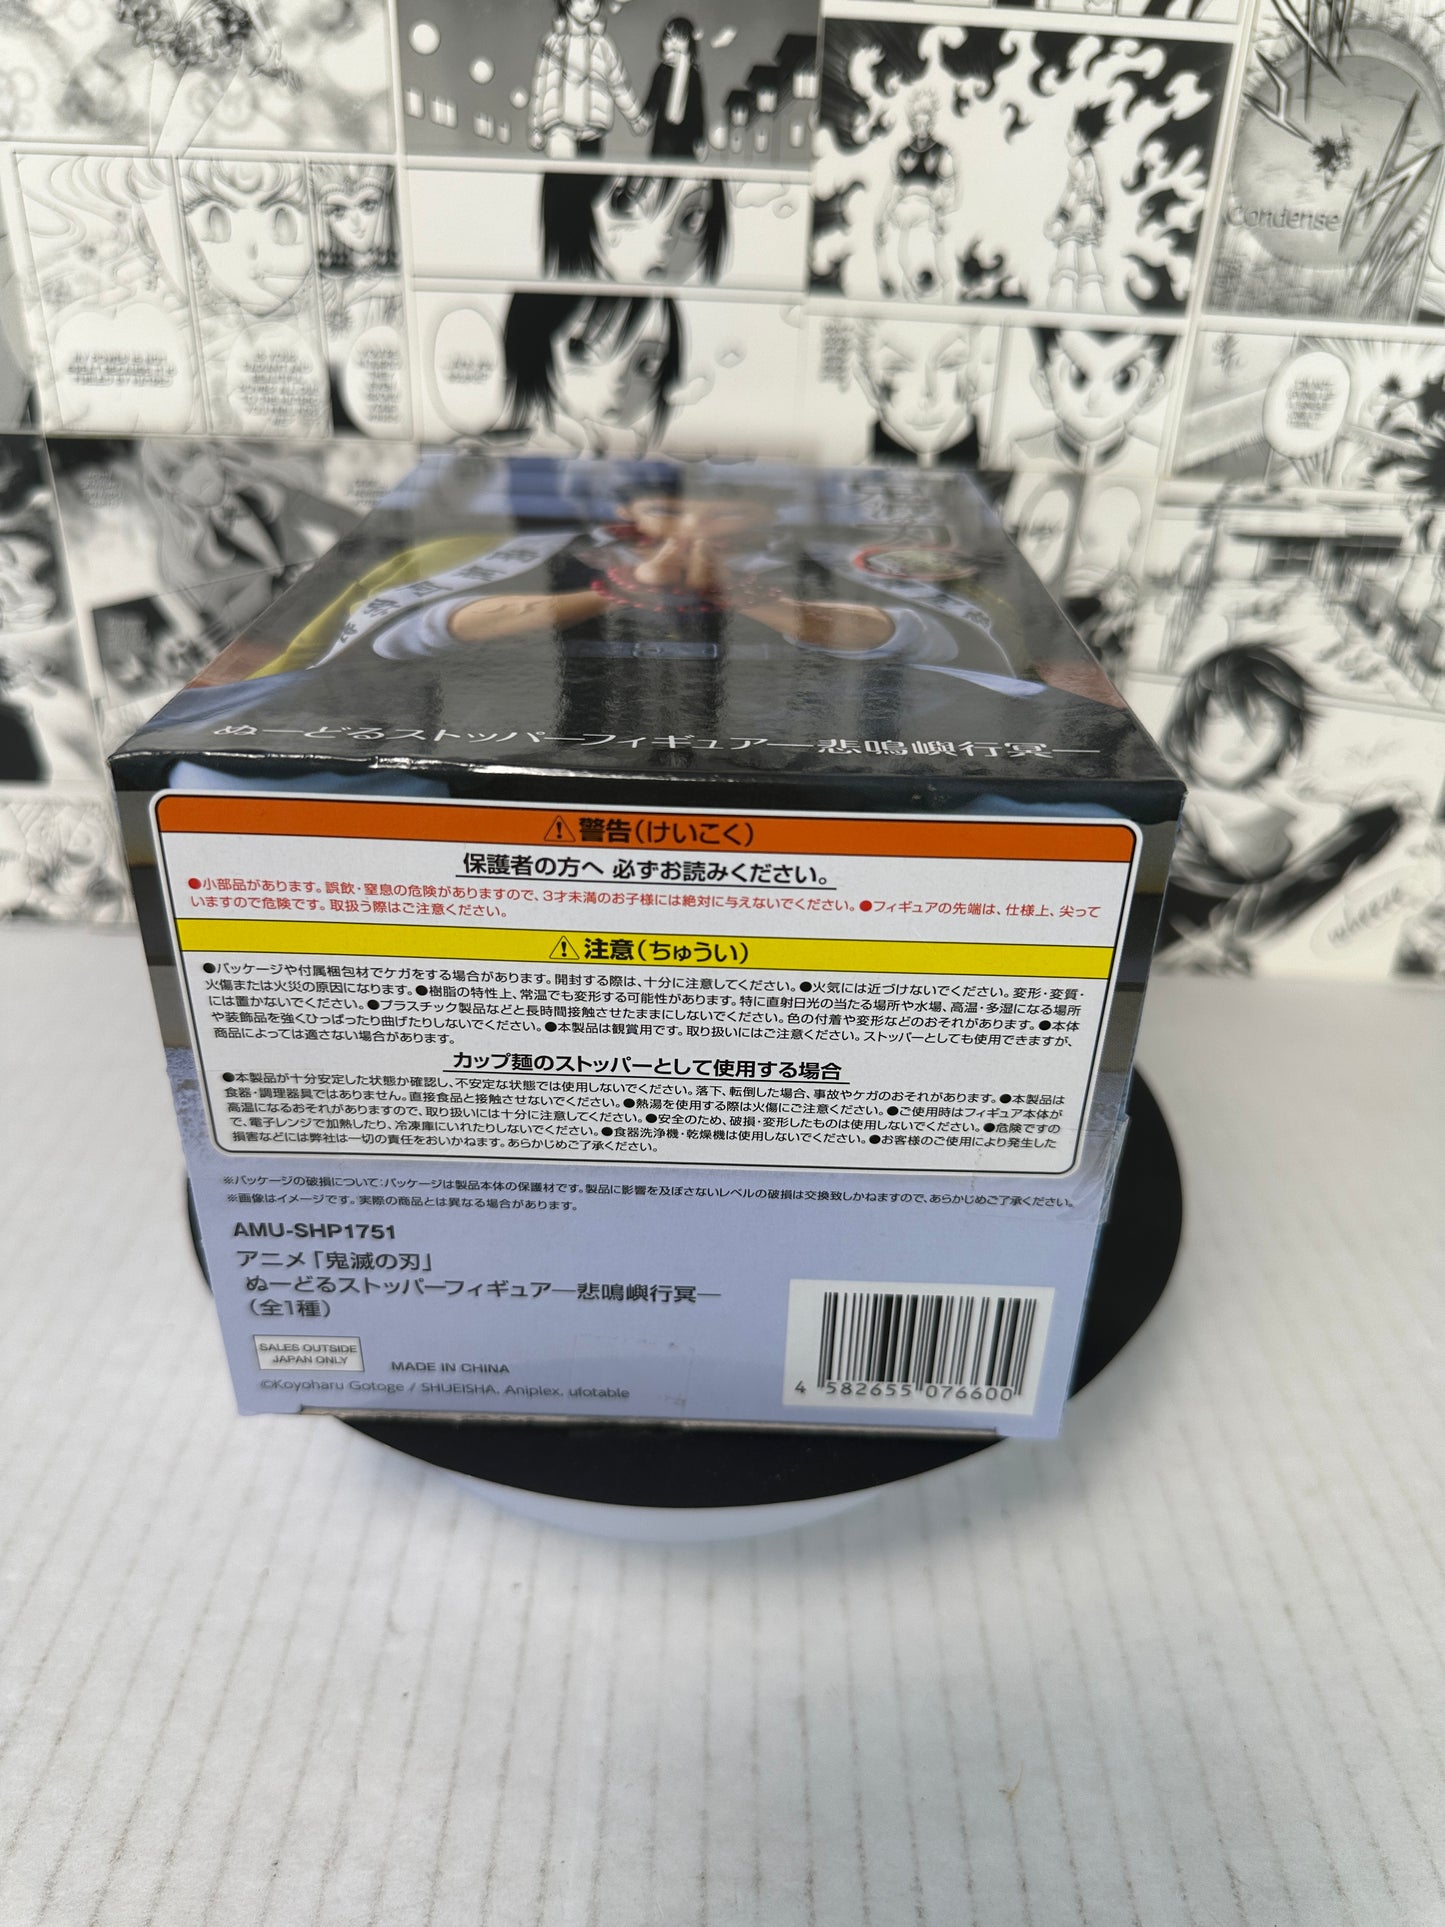 Condense
wheeze
ぬーどるストッパーフィギュア―悲鳴嶼行冥―
⚠警告(けいこく)
保護者の方へ 必ずお読みください。
●小部品があります。誤飲・窒息の危険がありますので、3才未満のお子様には絶対に与えないでください。●フィギュアの先端は、仕様上、尖って
いますので危険です。取扱う際はご注意ください。
⚠注意(ちゅうい)
●パッケージや付属梱包材でケガをする場合があります。開封する際は、十分に注意してください。●火気には近づけないでください。変形・変質・
火傷または火災の原因になります。●樹脂の特性上、常温でも変形する可能性があります。特に直射日光の当たる場所や水場、高温・多湿になる場所
には置かないでください。●プラスチック製品などと長時間接触させたままにしないでください。色の付着や変形などのおそれがあります。●本体
や装飾品を強くひっぱったり曲げたりしないでください。●本製品は観賞用です。取り扱いにはご注意ください。ストッパーとしても使用できますが、
商品によっては適さない場合があります。
カップ麺のストッパーとして使用する場合
●本製品が十分安定した状態か確認し、不安定な状態では使用しないでください。落下、転倒した場合、事故やケガのおそれがあります。●本製品は
食器・調理器具ではありません。直接食品と接触させないでください。●熱湯を使用する際は火傷にご注意ください。●ご使用時はフィギュア本体が
高温になるおそれがありますので、取り扱いには十分に注意してください。●安全のため、破損・変形したものは使用しないでください。●危険ですの
で、電子レンジで加熱したり、冷凍庫にいれたりしないでください。●食器洗浄機・乾燥機は使用しないでください。●お客様のご使用により発生した
損害などには弊社は一切の責任をおいかねます。あらかじめご了承ください。
※パッケージの破損について:パッケージは製品本体の保護材です。製品に影響を及ぼさないレベルの破損は交換致しかねますので、あらかじめご了承ください。
※画像はイメージです。実際の商品とは異なる場合があります。
AMU-SHP1751
アニメ「鬼滅の刃」
ぬーどるストッパーフィギュア―悲鳴嶼行冥―
(全1種)
SALES OUTSIDE
JAPAN ONLY
MADE IN CHINA
©Koyoharu Gotoge / SHUEISHA, Aniplex, ufotable
4 582655 076600